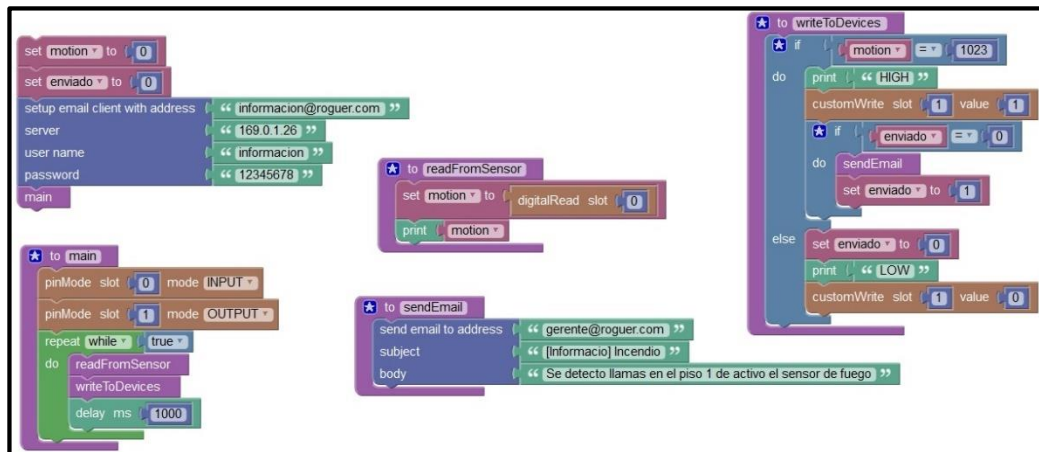 set motion to 0
set enviado to 0
setup email client with address “ informacion@roguer.com ”
server “ 169.0.1.26 ”
user name “ informacion ”
password “ 12345678 ”
main
to main
pinMode slot 0 mode INPUT
pinMode slot 1 mode OUTPUT
repeat while true
do readFromSensor
writeToDevices
delay ms 1000
to readFromSensor
set motion to digitalRead slot 0
print motion
to sendEmail
send email to address “ gerente@roguer.com ”
subject “ [Informacio] Incendio ”
body “ Se detecto llamas en el piso 1 de activo el sensor de fuego ”
to writeToDevices
if motion = 1023
do print “ HIGH ”
customWrite slot 1 value 1
if enviado = 0
do sendEmail
set enviado to 1
else set enviado to 0
print “ LOW ”
customWrite slot 1 value 0